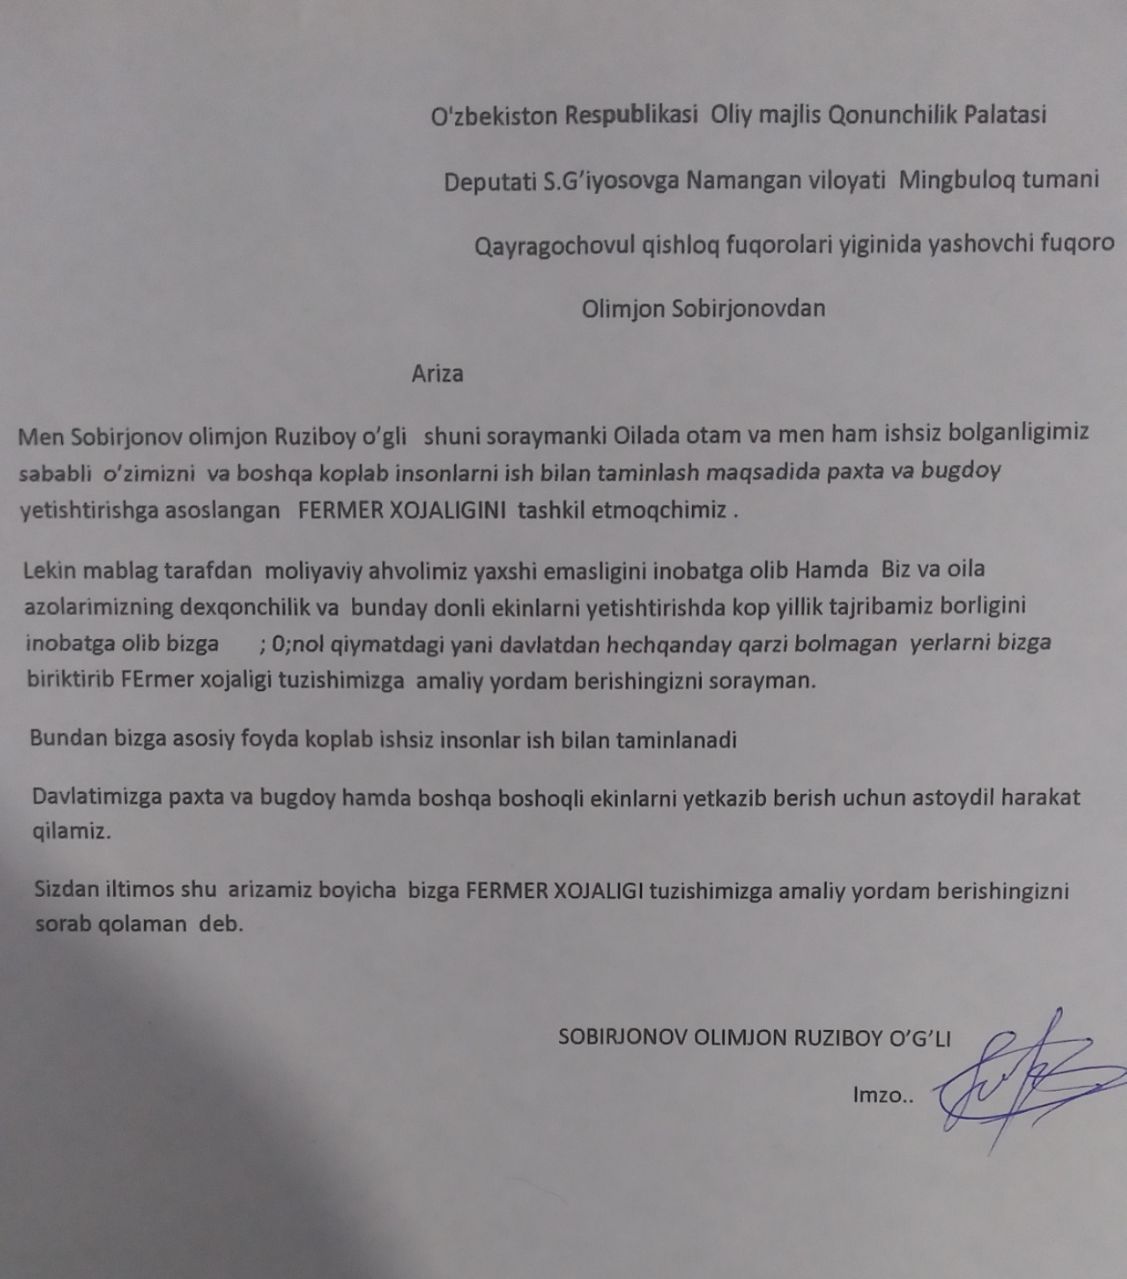 O'zbekiston Respublikasi Oliy majlis Qonunchilik Palatasi
Deputati S.G’iyosovga Namangan viloyati Mingbuloq tumani
Qayragochovul qishloq fuqorolari yiginida yashovchi fuqoro
Olimjon Sobirjonovdan
Ariza
Men Sobirjonov olimjon Ruziboy o’gli shuni soraymanki Oilada otam va men ham ishsiz bolganligimiz
sababli o’zimizni va boshqa koplab insonlarni ish bilan taminlash maqsadida paxta va bugdoy
yetishtirishga asoslangan FERMER XOJALIGINI tashkil etmoqchimiz .
Lekin mablag tarafdan moliyaviy ahvolimiz yaxshi emasligini inobatga olib Hamda Biz va oila
azolarimizning dexqonchilik va bunday donli ekinlarni yetishtirishda kop yillik tajribamiz borligini
inobatga olib bizga ; 0;nol qiymatdagi yani davlatdan hechqanday qarzi bolmagan yerlarni bizga
biriktirib FErmer xojaligi tuzishimizga amaliy yordam berishingizni sorayman.
Bundan bizga asosiy foyda koplab ishsiz insonlar ish bilan taminlanadi
Davlatimizga paxta va bugdoy hamda boshqa boshoqli ekinlarni yetkazib berish uchun astoydil harakat
qilamiz.
Sizdan iltimos shu arizamiz boyicha bizga FERMER XOJALIGI tuzishimizga amaliy yordam berishingizni
sorab qolaman deb.
SOBIRJONOV OLIMJON RUZIBOY O’G’LI
Imzo..